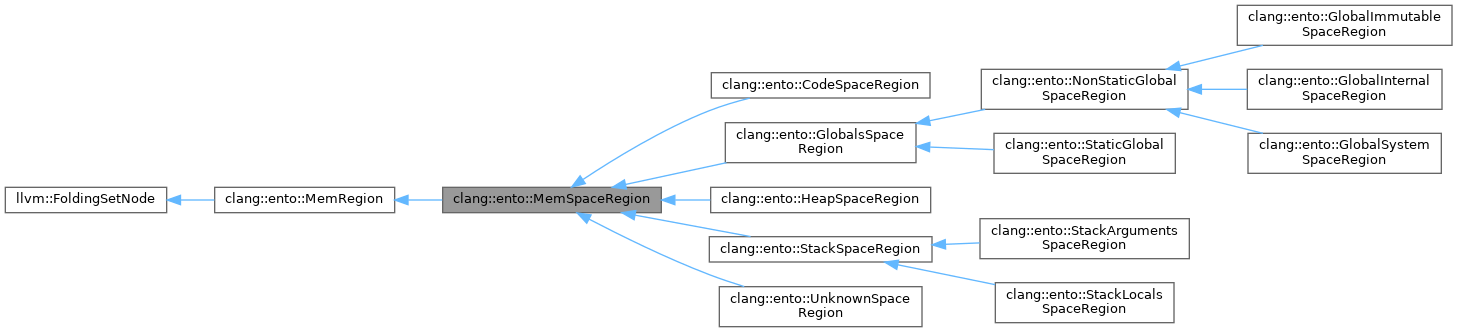 llvm::FoldingSetNode
clang::ento::MemRegion
clang::ento::MemSpaceRegion
clang::ento::CodeSpaceRegion
clang::ento::GlobalsSpace
Region
clang::ento::HeapSpaceRegion
clang::ento::StackSpaceRegion
clang::ento::UnknownSpace
Region
clang::ento::NonStaticGlobal
SpaceRegion
clang::ento::StaticGlobal
SpaceRegion
clang::ento::StackArguments
SpaceRegion
clang::ento::StackLocals
SpaceRegion
clang::ento::GlobalImmutable
SpaceRegion
clang::ento::GlobalInternal
SpaceRegion
clang::ento::GlobalSystem
SpaceRegion